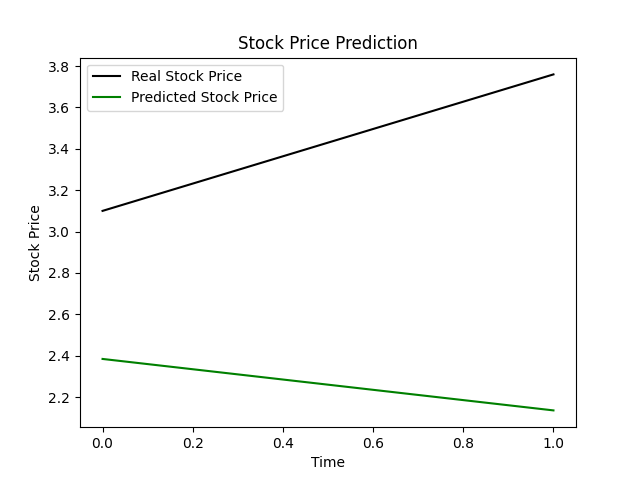 Stock Price Prediction
Real Stock Price
Predicted Stock Price
3.8
3.6
3.4
3.2
3.0
2.8
2.6
2.4
2.2
Stock Price
0.0 0.2 0.4 0.6 0.8 1.0
Time